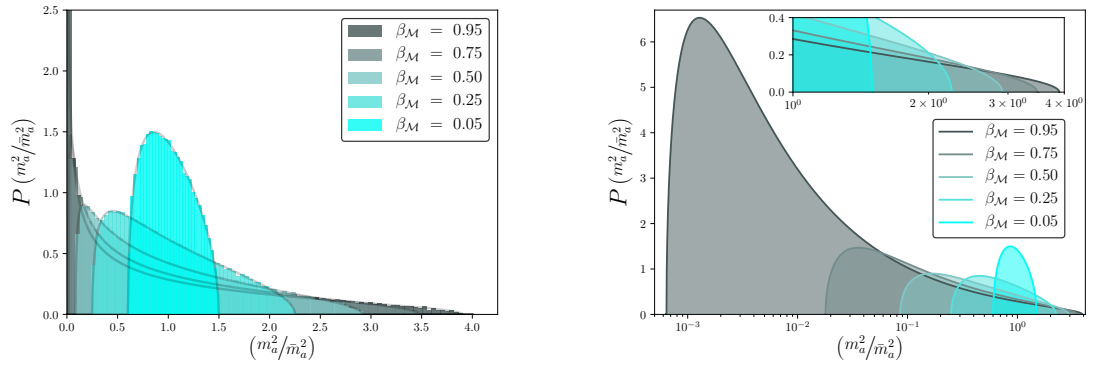 2.5
2.0
1.5
1.0
0.5
0.0
P (m_a^2/m̄_a^2)
β_ℳ = 0.95
β_ℳ = 0.75
β_ℳ = 0.50
β_ℳ = 0.25
β_ℳ = 0.05
0.0 0.5 1.0 1.5 2.0 2.5 3.0 3.5 4.0
(m_a^2/m̄_a^2)
6
5
4
3
2
1
0
P (m_a^2/m̄_a^2)
0.4
0.2
0.0
10^0 2 × 10^0 3 × 10^0 4 × 10^0
β_ℳ = 0.95
β_ℳ = 0.75
β_ℳ = 0.50
β_ℳ = 0.25
β_ℳ = 0.05
10^−3 10^−2 10^−1 10^0
(m_a^2/m̄_a^2)